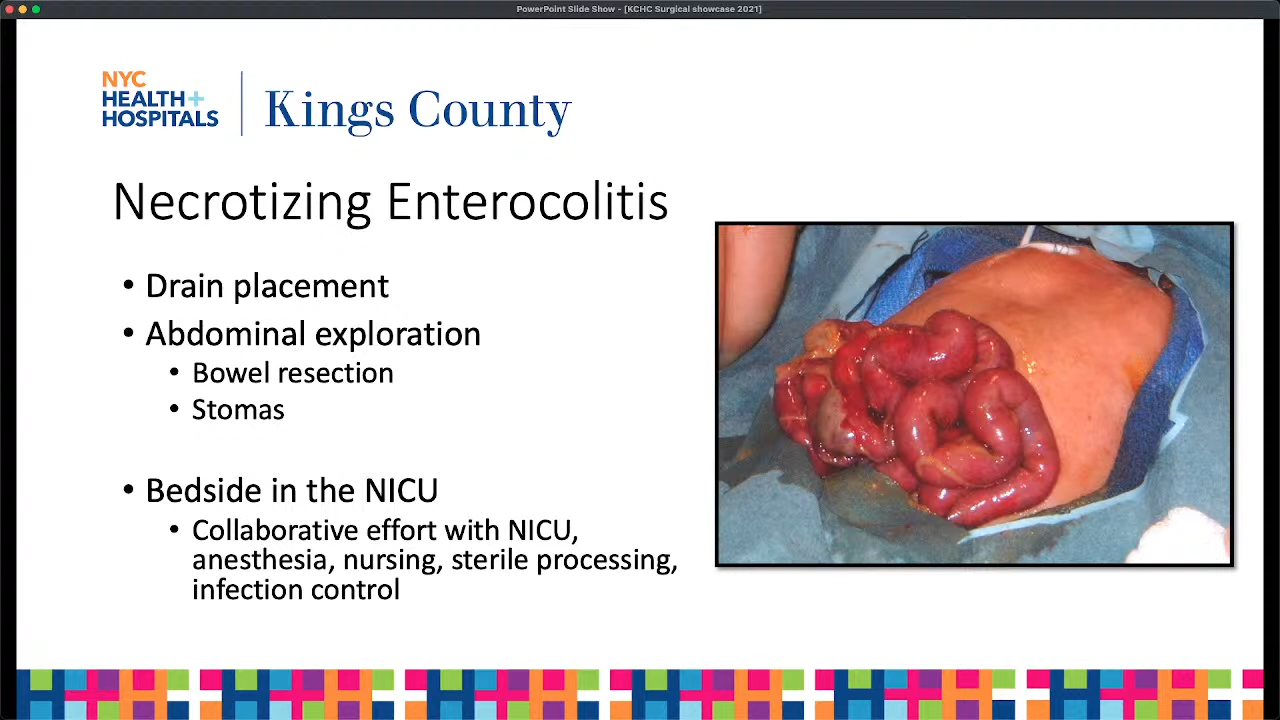 PowerPoint Slide Show - [KCHC Surgical showcase 2021]
NYC
HEALTH+
HOSPITALS
Kings County
Necrotizing Enterocolitis
• Drain placement
• Abdominal exploration
• Bowel resection
• Stomas
• Bedside in the NICU
• Collaborative effort with NICU,
anesthesia, nursing, sterile processing,
infection control